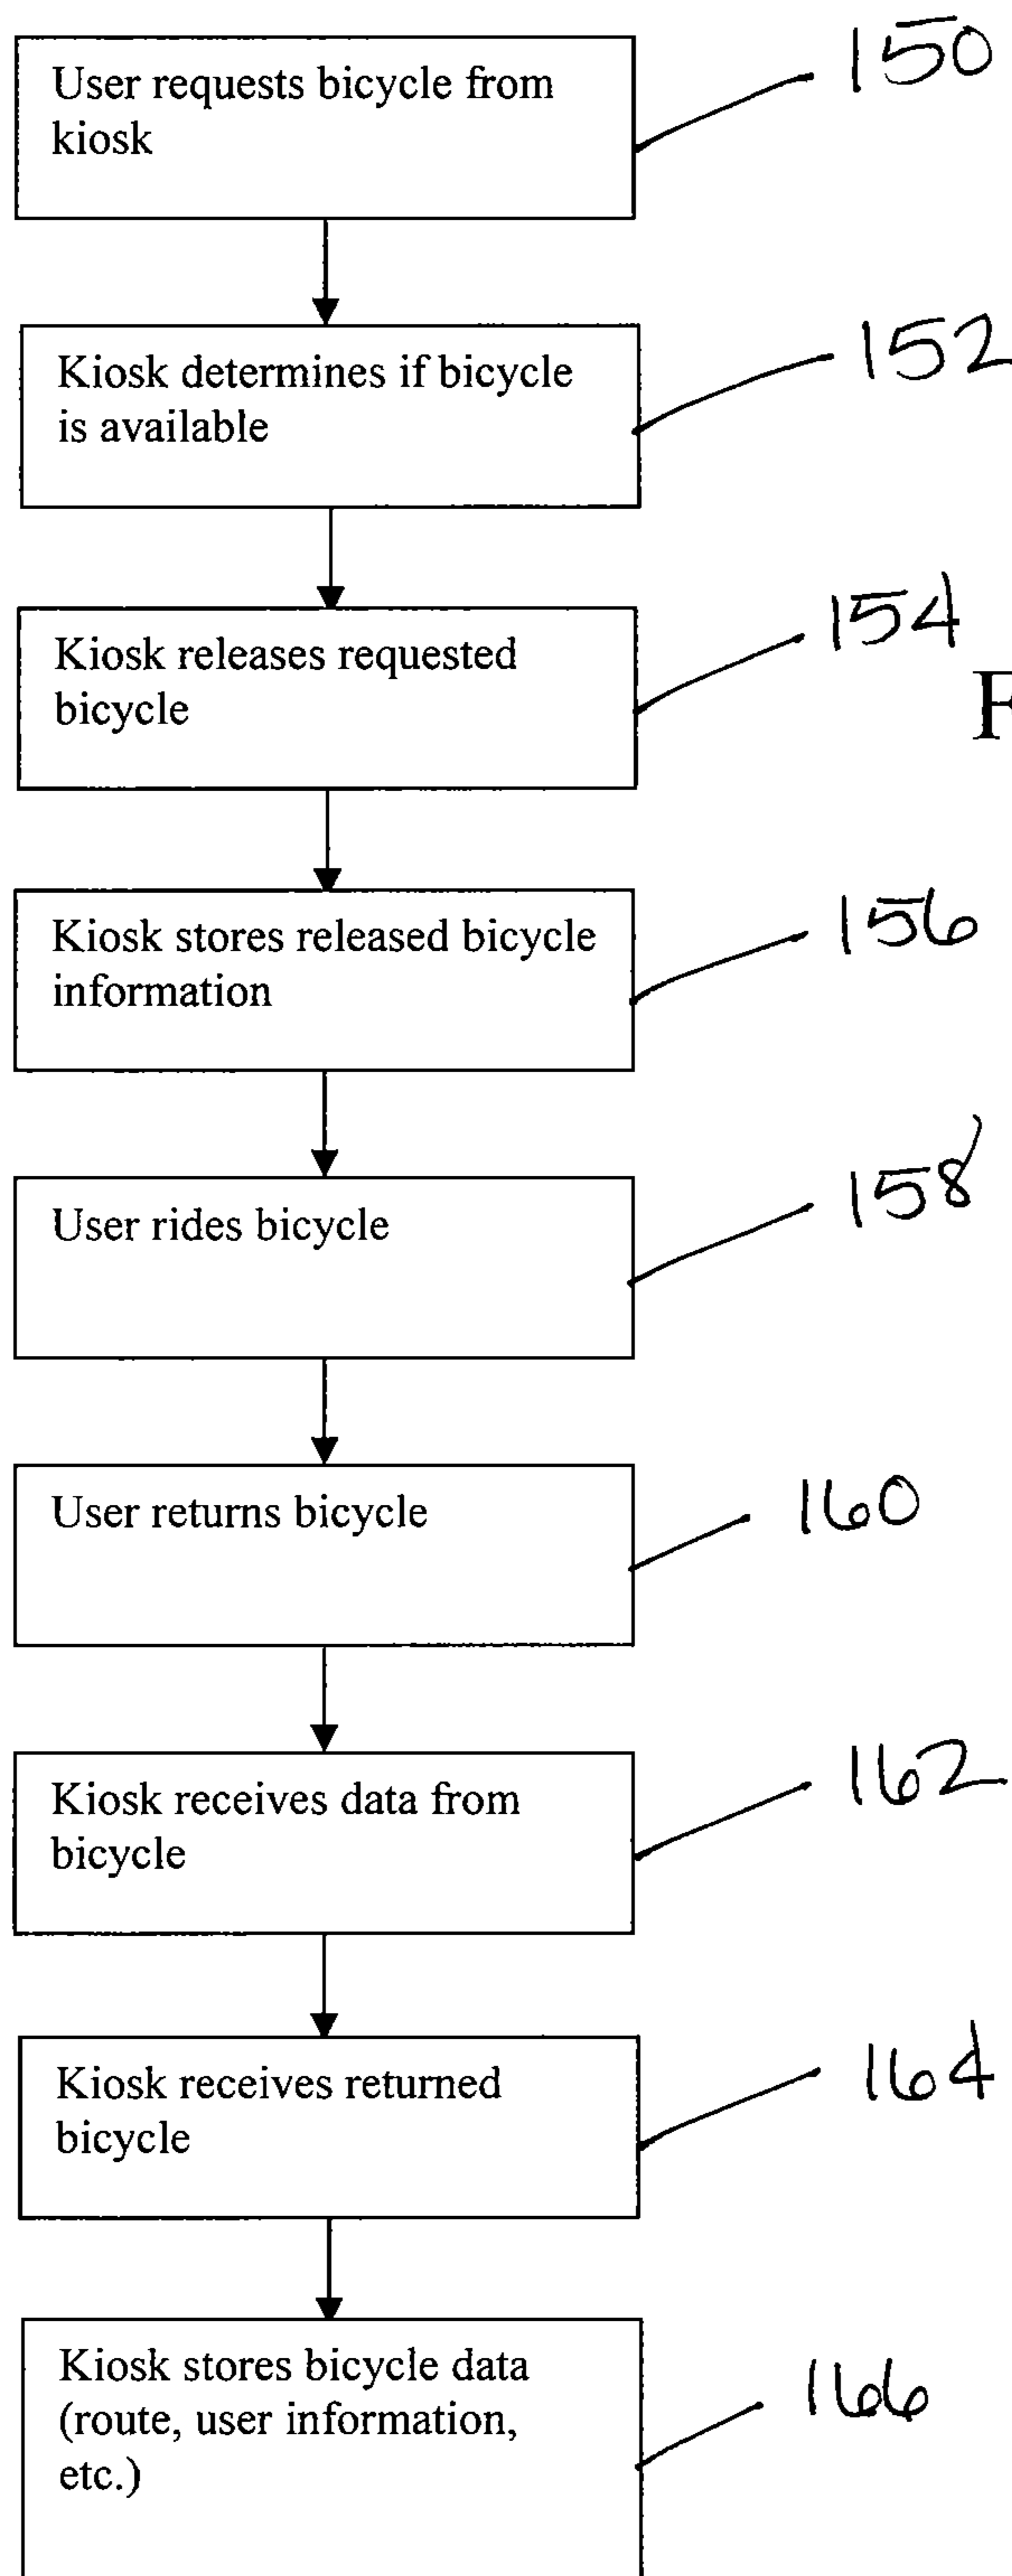 User requests bicycle from
kiosk
150
Kiosk determines if bicycle
is available
152
Kiosk releases requested
bicycle
154
F
Kiosk stores released bicycle
information
156
User rides bicycle
158
User returns bicycle
160
Kiosk receives data from
bicycle
162
Kiosk receives returned
bicycle
164
Kiosk stores bicycle data
(route, user information,
etc.)
166